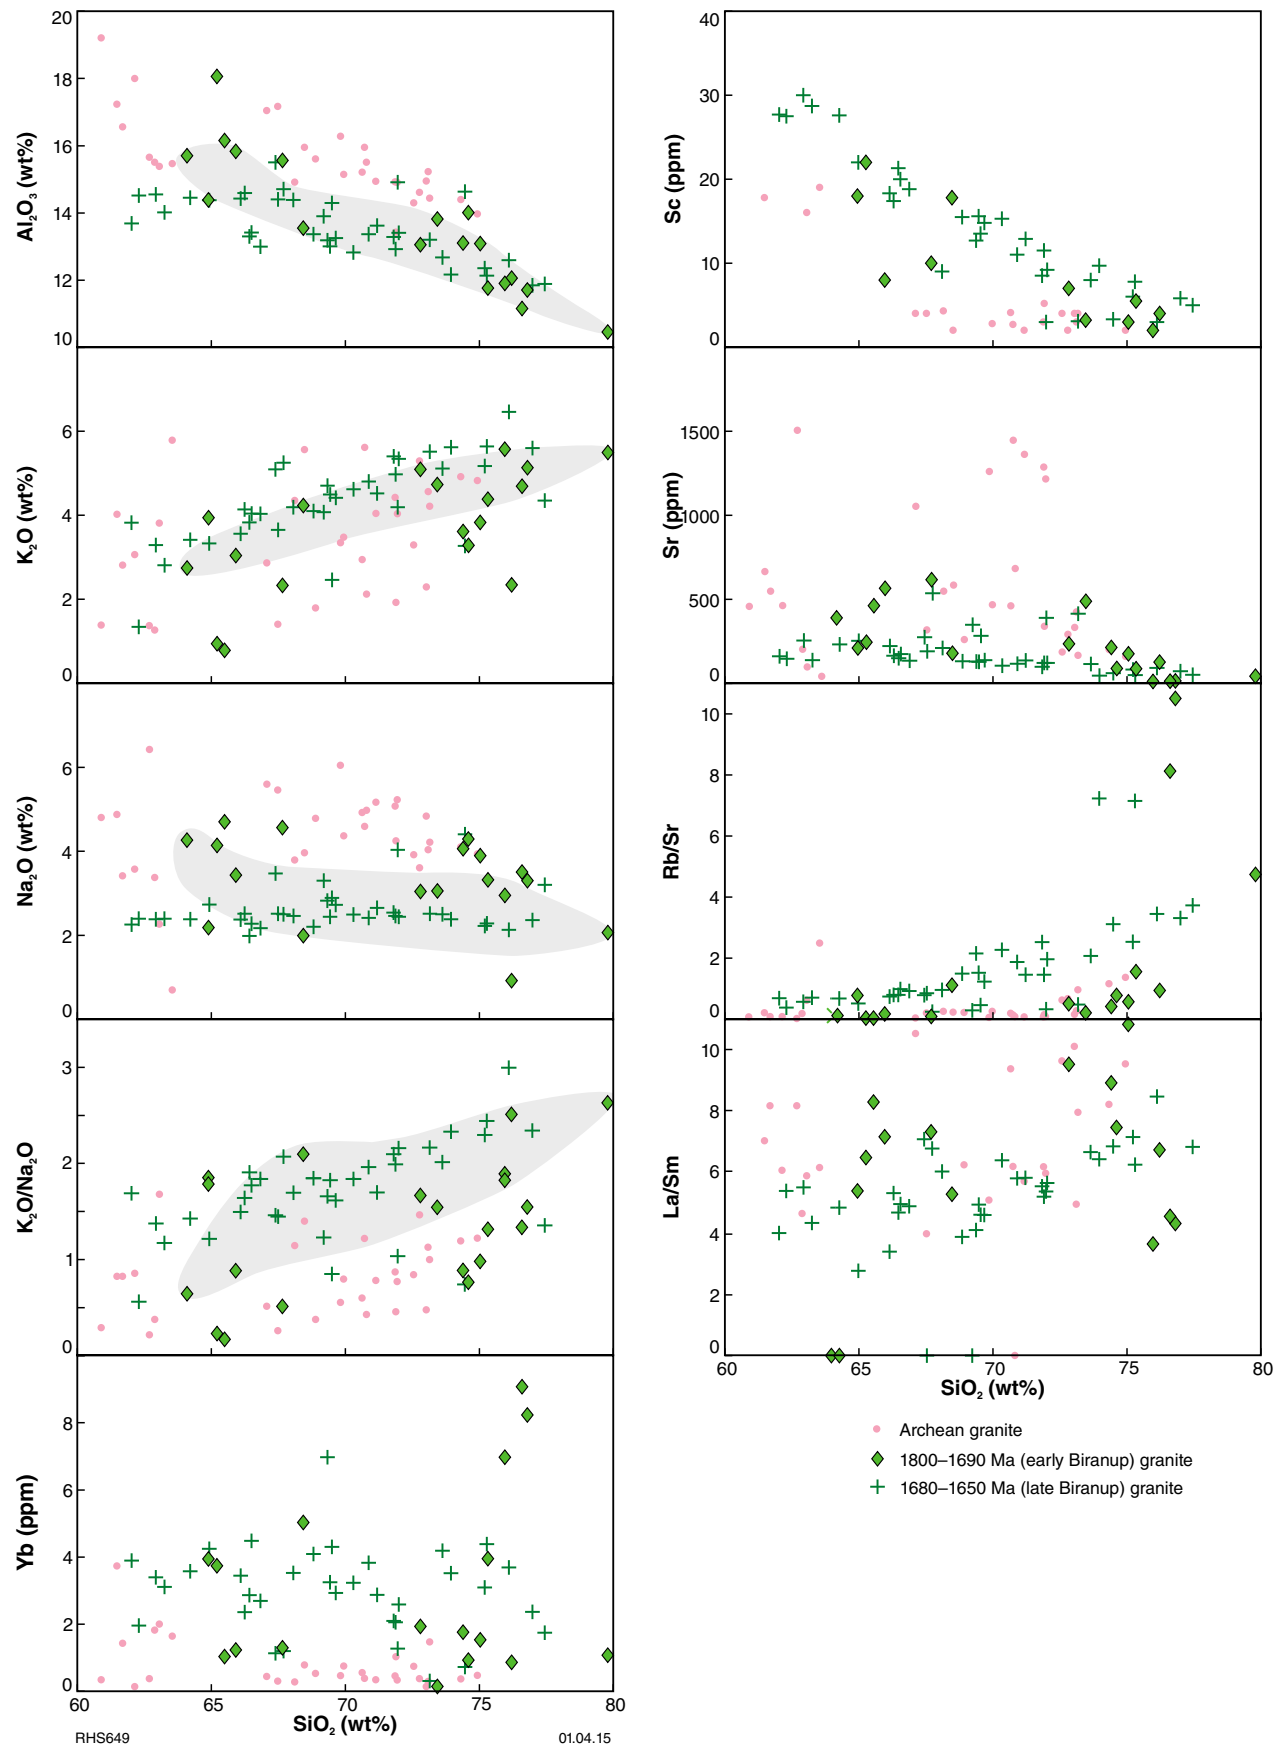 20
18
16
14
12
10
Al₂O₃ (wt%)
6
4
2
0
K₂O (wt%)
6
4
2
0
Na₂O (wt%)
3
2
1
0
K₂O/Na₂O
8
6
4
2
0
Yb (ppm)
60 65 70 75 80
SiO₂ (wt%)
RHS649 01.04.15
40
30
20
10
0
Sc (ppm)
1500
1000
500
0
Sr (ppm)
10
8
6
4
2
0
Rb/Sr
10
8
6
4
2
0
La/Sm
60 65 70 75 80
SiO₂ (wt%)
Archean granite
1800–1690 Ma (early Biranup) granite
1680–1650 Ma (late Biranup) granite